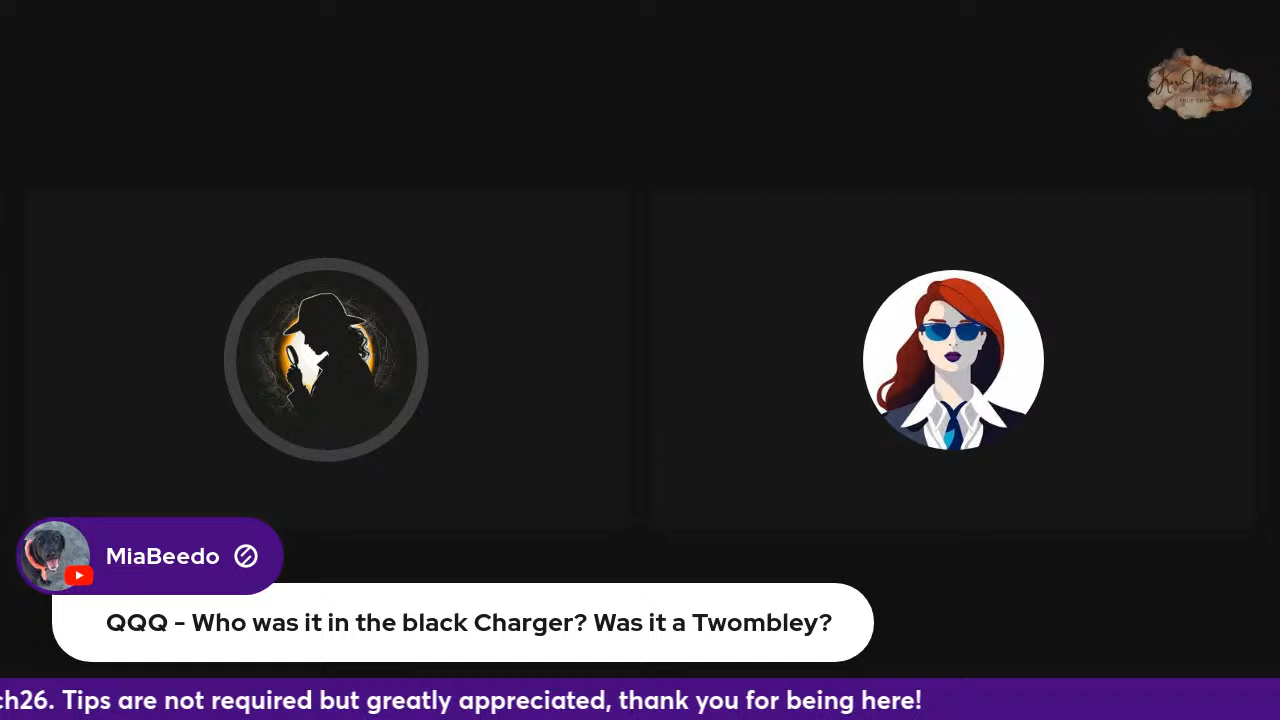 MiaBeedo
QQQ - Who was it in the black Charger? Was it a Twombley?
ch26. Tips are not required but greatly appreciated, thank you for being here!